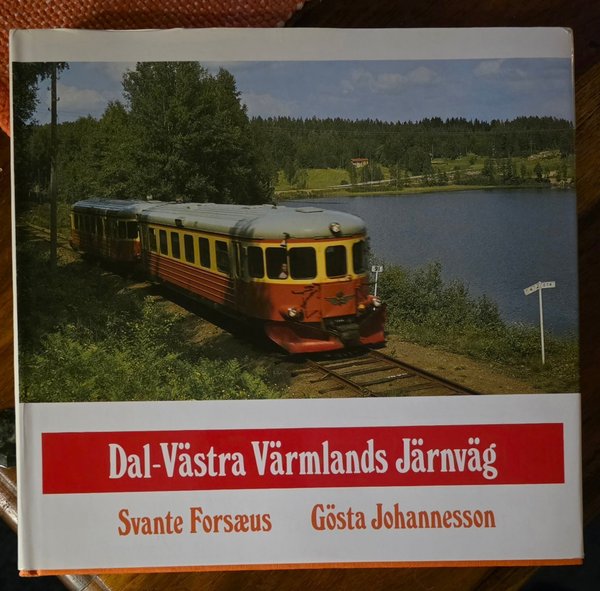 Dal-Västra Värmlands Järnväg
Svante Forsæus Gösta Johannesson